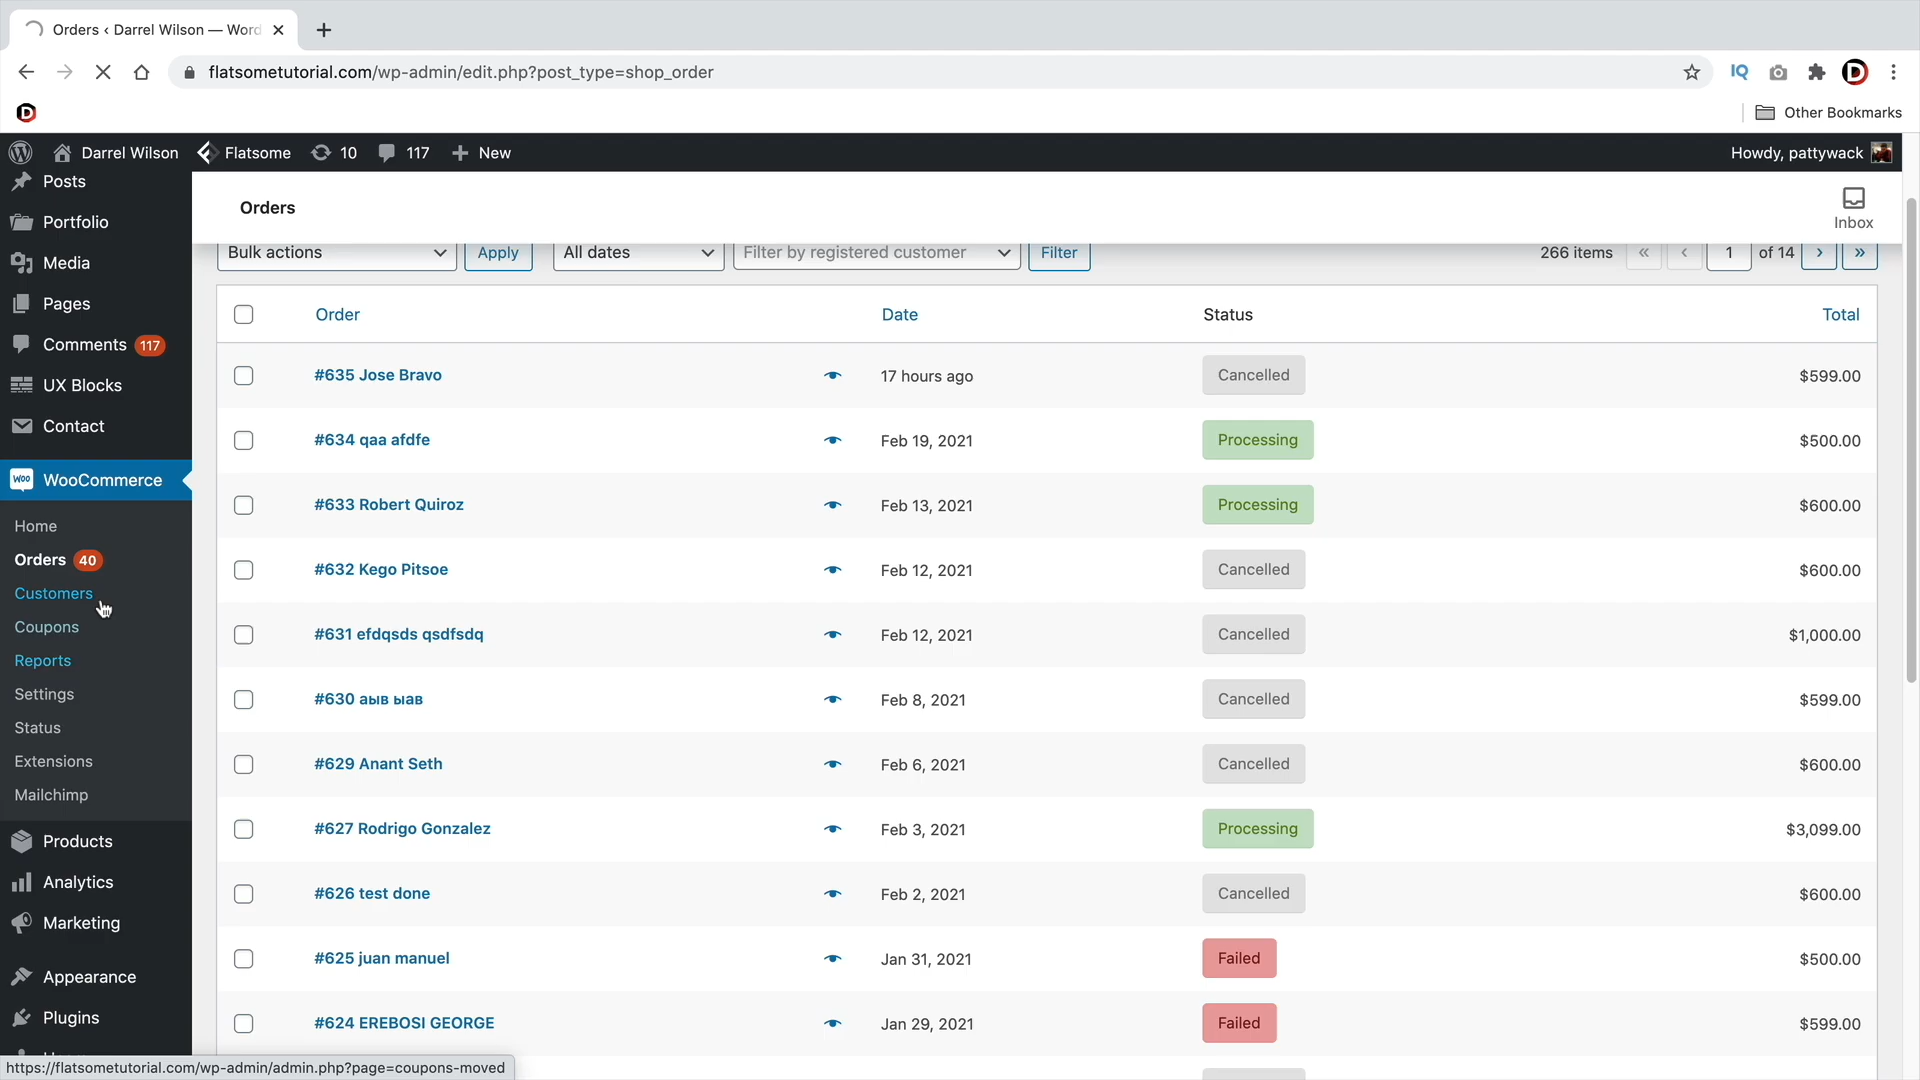 Orders ‹ Darrel Wilson — Word
flatsometutorial.com/wp-admin/edit.php?post_type=shop_order
IQ
D
D
Other Bookmarks
Darrel Wilson
Flatsome
10
117
New
Howdy, pattywack
Posts
Portfolio
Media
Pages
Comments 117
UX Blocks
Contact
WOO WooCommerce
Home
Orders 40
Customers
Coupons
Reports
Settings
Status
Extensions
Mailchimp
Products
Analytics
Marketing
Appearance
Plugins
Orders
Inbox
Bulk actions
Apply
All dates
Filter by registered customer
Filter
266 items « ‹ 1 of 14 › »
Order Date Status Total
#635 Jose Bravo 17 hours ago Cancelled $599.00
#634 qaa afdfe Feb 19, 2021 Processing $500.00
#633 Robert Quiroz Feb 13, 2021 Processing $600.00
#632 Kego Pitsoe Feb 12, 2021 Cancelled $600.00
#631 efdqsds qsdfsdq Feb 12, 2021 Cancelled $1,000.00
#630 аыв ыав Feb 8, 2021 Cancelled $599.00
#629 Anant Seth Feb 6, 2021 Cancelled $600.00
#627 Rodrigo Gonzalez Feb 3, 2021 Processing $3,099.00
#626 test done Feb 2, 2021 Cancelled $600.00
#625 juan manuel Jan 31, 2021 Failed $500.00
#624 EREBOSI GEORGE Jan 29, 2021 Failed $599.00
https://flatsometutorial.com/wp-admin/admin.php?page=coupons-moved